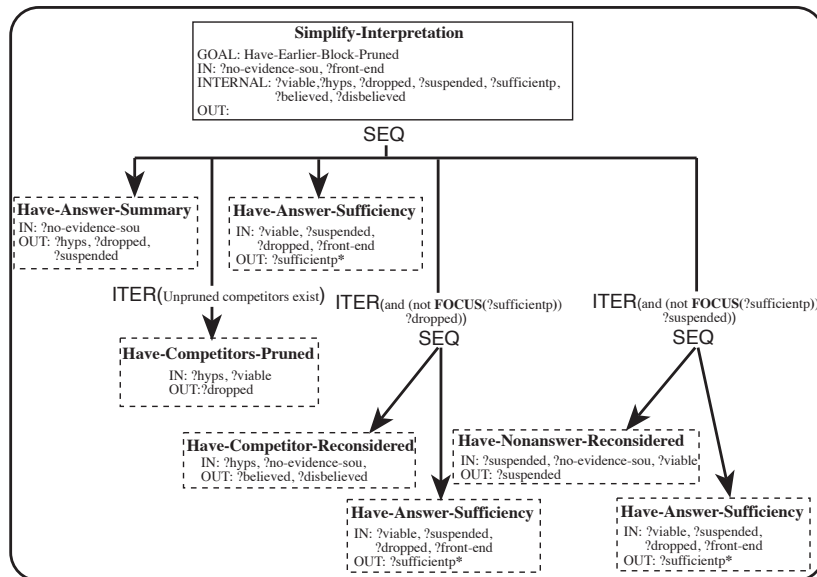 Simplify-Interpretation
GOAL: Have-Earlier-Block-Pruned
IN: ?no-evidence-sou, ?front-end
INTERNAL: ?viable,?hyps, ?dropped, ?suspended, ?sufficientp,
?believed, ?disbelieved
OUT:
SEQ
Have-Answer-Summary
IN: ?no-evidence-sou
OUT: ?hyps, ?dropped,
?suspended
Have-Answer-Sufficiency
IN: ?viable, ?suspended,
?dropped, ?front-end
OUT: ?sufficientp*
ITER(Unpruned competitors exist)
ITER(and (not FOCUS(?sufficientp))
?dropped))
SEQ
ITER(and (not FOCUS(?sufficientp))
?suspended))
SEQ
Have-Competitors-Pruned
IN: ?hyps, ?viable
OUT:?dropped
Have-Competitor-Reconsidered
IN: ?hyps, ?no-evidence-sou,
OUT: ?believed, ?disbelieved
Have-Nonanswer-Reconsidered
IN: ?suspended, ?no-evidence-sou, ?viable
OUT: ?suspended
Have-Answer-Sufficiency
IN: ?viable, ?suspended,
?dropped, ?front-end
OUT: ?sufficientp*
Have-Answer-Sufficiency
IN: ?viable, ?suspended,
?dropped, ?front-end
OUT: ?sufficientp*